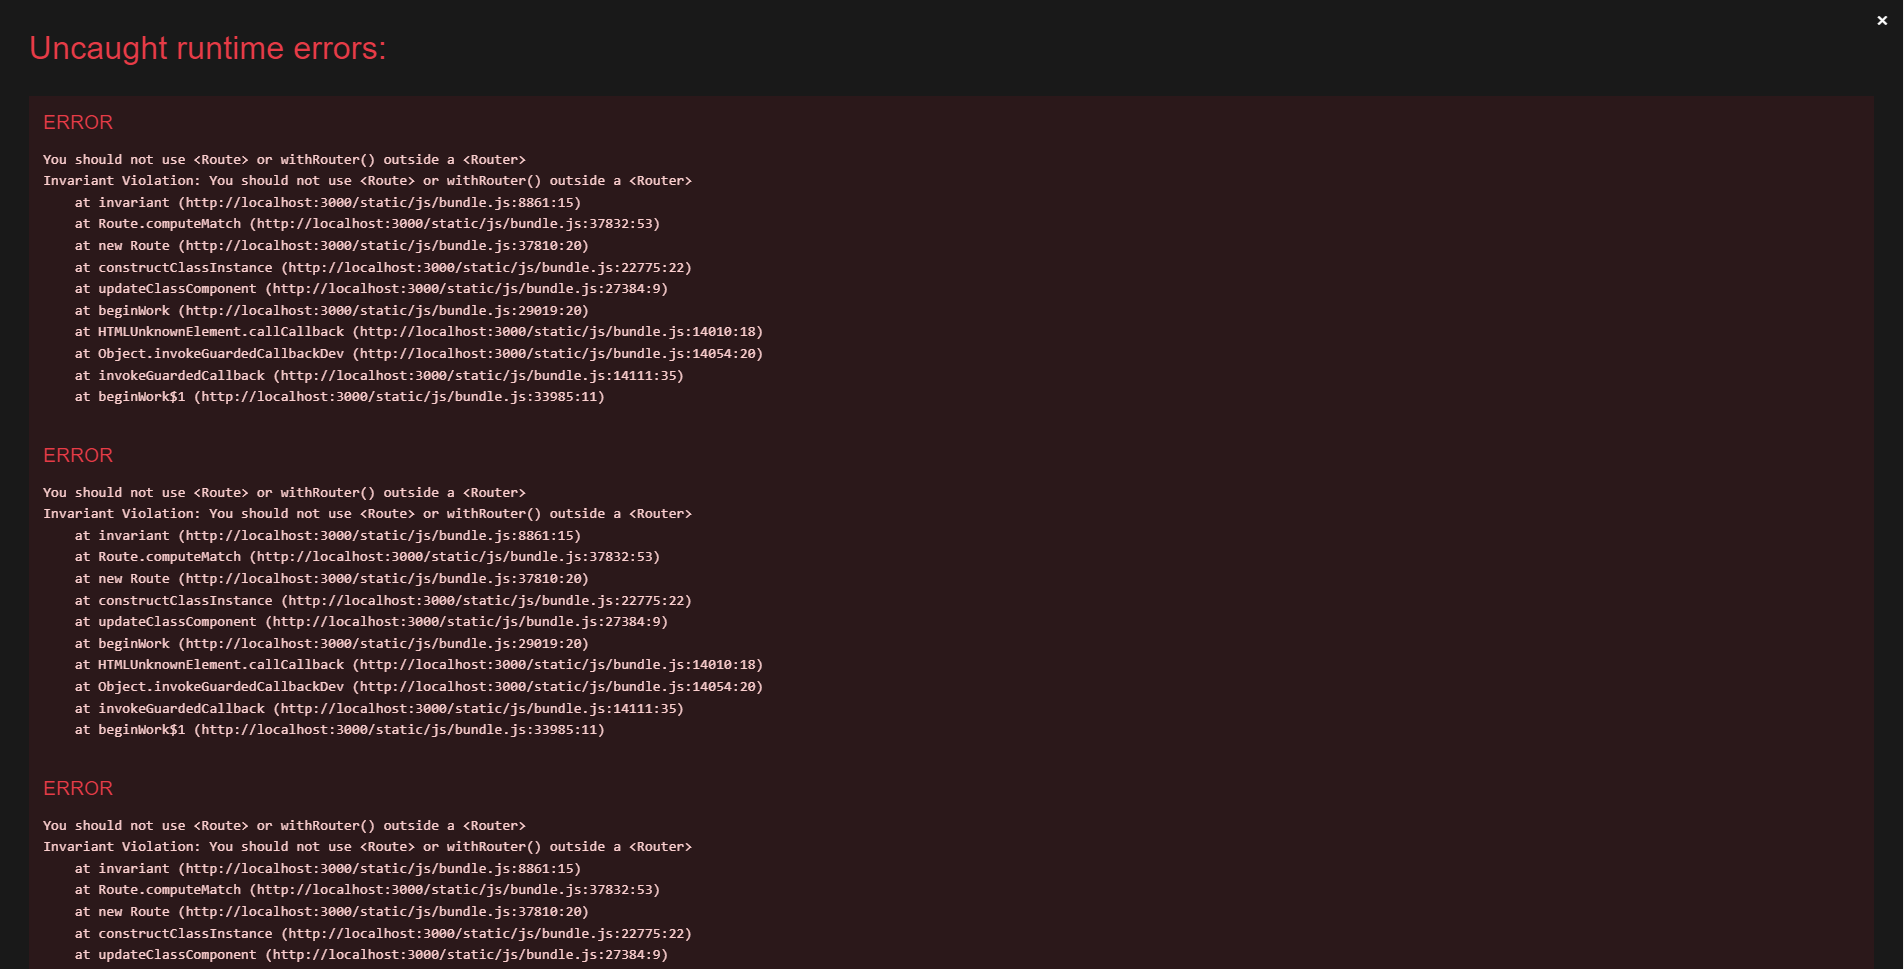 ×
Uncaught runtime errors:
ERROR
You should not use <Route> or withRouter() outside a <Router>
Invariant Violation: You should not use <Route> or withRouter() outside a <Router>
    at invariant (http://localhost:3000/static/js/bundle.js:8861:15)
    at Route.computeMatch (http://localhost:3000/static/js/bundle.js:37832:53)
    at new Route (http://localhost:3000/static/js/bundle.js:37810:20)
    at constructClassInstance (http://localhost:3000/static/js/bundle.js:22775:22)
    at updateClassComponent (http://localhost:3000/static/js/bundle.js:27384:9)
    at beginWork (http://localhost:3000/static/js/bundle.js:29019:20)
    at HTMLUnknownElement.callCallback (http://localhost:3000/static/js/bundle.js:14010:18)
    at Object.invokeGuardedCallbackDev (http://localhost:3000/static/js/bundle.js:14054:20)
    at invokeGuardedCallback (http://localhost:3000/static/js/bundle.js:14111:35)
    at beginWork$1 (http://localhost:3000/static/js/bundle.js:33985:11)
ERROR
You should not use <Route> or withRouter() outside a <Router>
Invariant Violation: You should not use <Route> or withRouter() outside a <Router>
    at invariant (http://localhost:3000/static/js/bundle.js:8861:15)
    at Route.computeMatch (http://localhost:3000/static/js/bundle.js:37832:53)
    at new Route (http://localhost:3000/static/js/bundle.js:37810:20)
    at constructClassInstance (http://localhost:3000/static/js/bundle.js:22775:22)
    at updateClassComponent (http://localhost:3000/static/js/bundle.js:27384:9)
    at beginWork (http://localhost:3000/static/js/bundle.js:29019:20)
    at HTMLUnknownElement.callCallback (http://localhost:3000/static/js/bundle.js:14010:18)
    at Object.invokeGuardedCallbackDev (http://localhost:3000/static/js/bundle.js:14054:20)
    at invokeGuardedCallback (http://localhost:3000/static/js/bundle.js:14111:35)
    at beginWork$1 (http://localhost:3000/static/js/bundle.js:33985:11)
ERROR
You should not use <Route> or withRouter() outside a <Router>
Invariant Violation: You should not use <Route> or withRouter() outside a <Router>
    at invariant (http://localhost:3000/static/js/bundle.js:8861:15)
    at Route.computeMatch (http://localhost:3000/static/js/bundle.js:37832:53)
    at new Route (http://localhost:3000/static/js/bundle.js:37810:20)
    at constructClassInstance (http://localhost:3000/static/js/bundle.js:22775:22)
    at updateClassComponent (http://localhost:3000/static/js/bundle.js:27384:9)